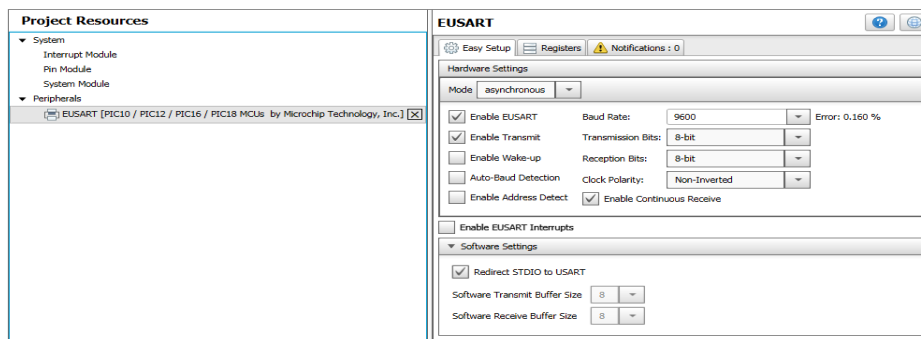 Project Resources
System
Interrupt Module
Pin Module
System Module
Peripherals
EUSART [PIC10 / PIC12 / PIC16 / PIC18 MCUs by Microchip Technology, Inc.]
EUSART
Easy Setup Registers Notifications : 0
Hardware Settings
Mode asynchronous
Enable EUSART Baud Rate: 9600 Error: 0.160 %
Enable Transmit Transmission Bits: 8-bit
Enable Wake-up Reception Bits: 8-bit
Auto-Baud Detection Clock Polarity: Non-Inverted
Enable Address Detect Enable Continuous Receive
Enable EUSART Interrupts
Software Settings
Redirect STDIO to USART
Software Transmit Buffer Size 8
Software Receive Buffer Size 8